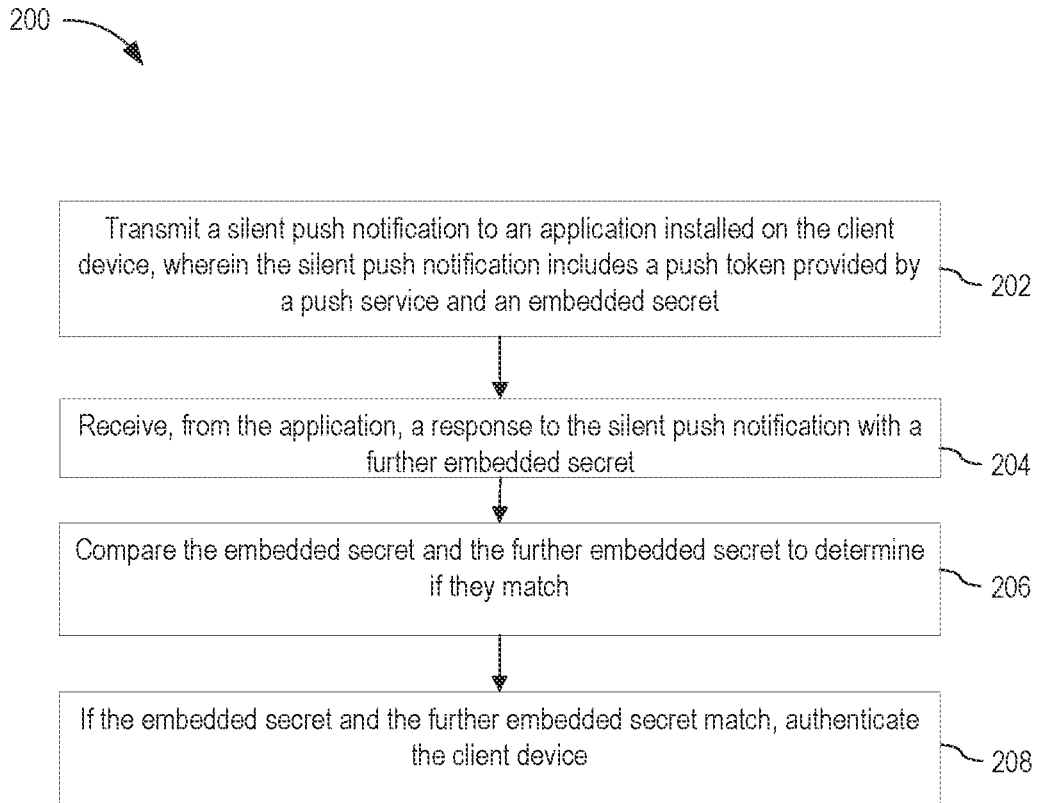 200
Transmit a silent push notification to an application installed on the client
device, wherein the silent push notification includes a push token provided by
a push service and an embedded secret
202
Receive, from the application, a response to the silent push notification with a
further embedded secret
204
Compare the embedded secret and the further embedded secret to determine
if they match
206
If the embedded secret and the further embedded secret match, authenticate
the client device
208